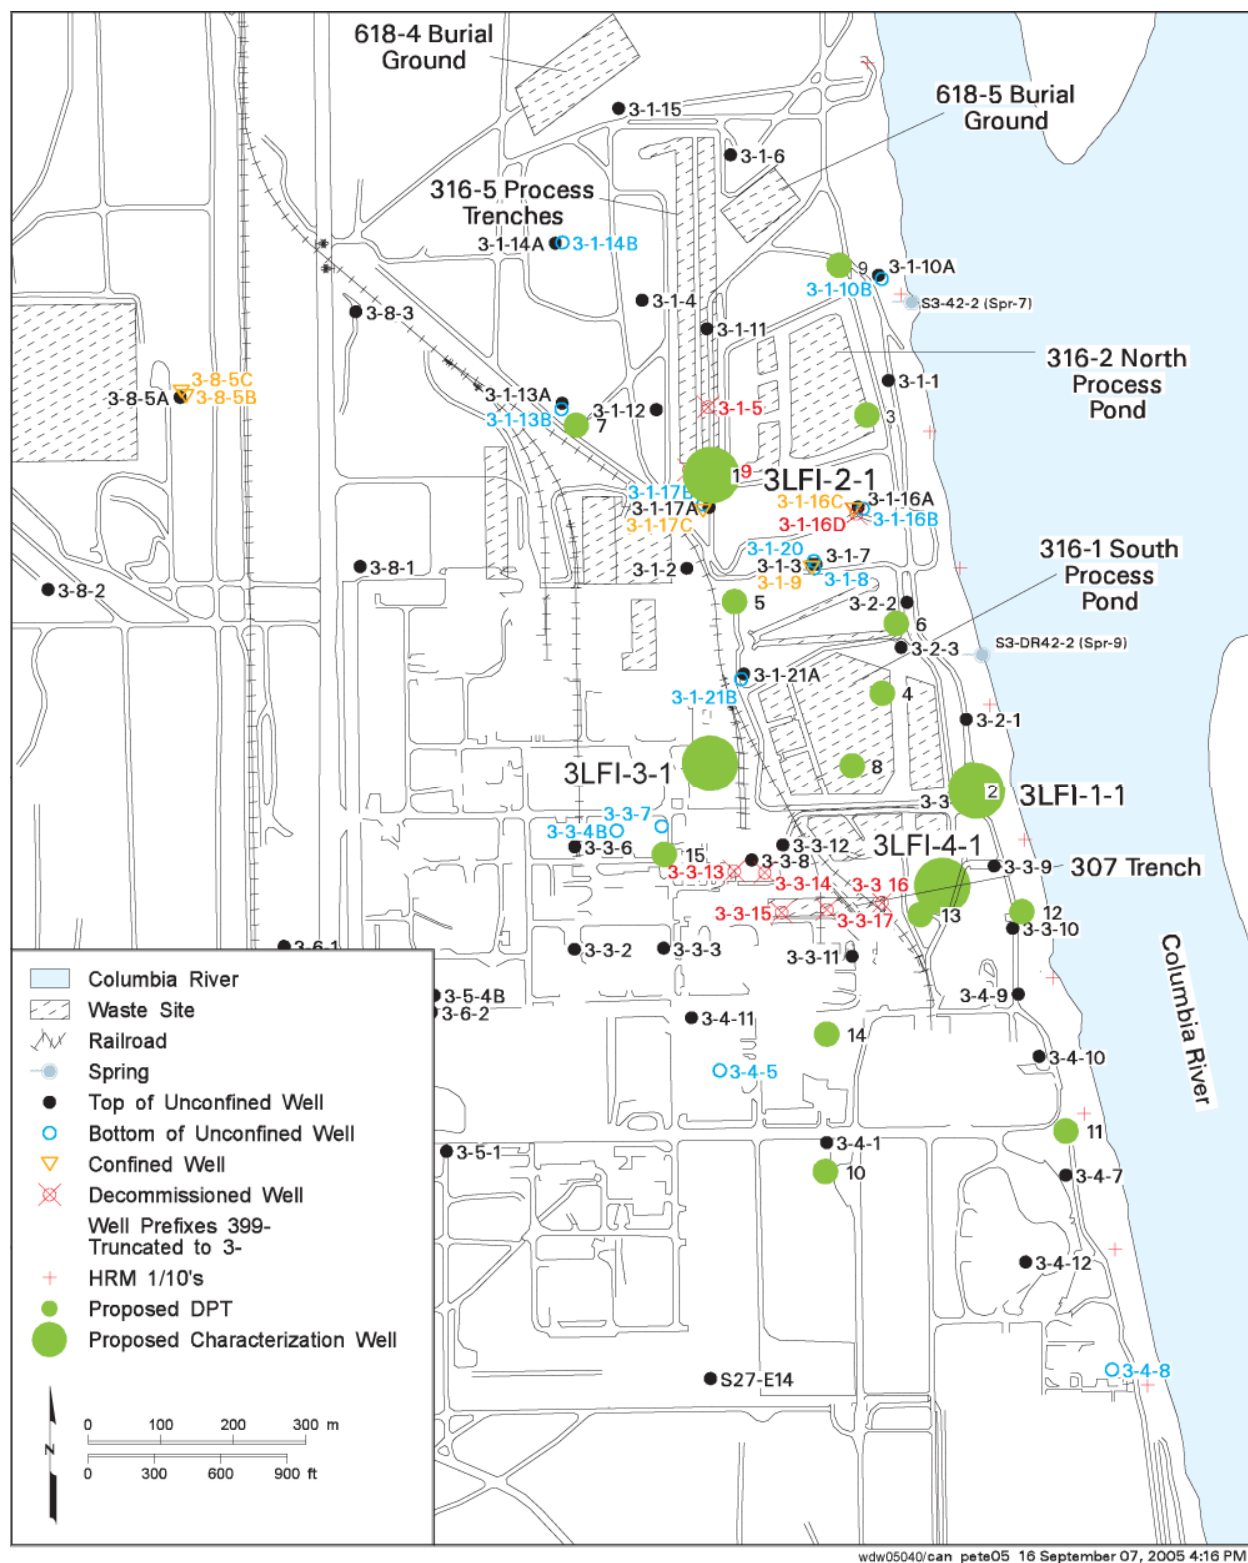 618-4 Burial
Ground
3-1-15
618-5 Burial
Ground
3-1-6
316-5 Process
Trenches
3-1-14A
3-1-14B
9
3-1-10A
3-1-10B
S3-42-2 (Spr-7)
3-1-4
3-8-3
3-1-11
316-2 North
Process
Pond
3-1-1
3-8-5C
3-8-5A
3-8-5B
3-1-13A
3-1-13B
3-1-12
3-1-5
3
7
1
9
3LFI-2-1
3-1-17B
3-1-17A
3-1-17C
3-1-16C
3-1-16A
3-1-16D
3-1-16B
316-1 South
Process
Pond
3-1-20
3-1-7
3-1-3
3-1-9
3-1-8
3-8-1
3-1-2
3-8-2
5
3-2-2
6
3-2-3
S3-DR42-2 (Spr-9)
3-1-21A
3-1-21B
4
3-2-1
3LFI-3-1
8
3-3
2
3LFI-1-1
3-3-7
3-3-4B
3-3-6
15
3-3-12
3-3-8
3LFI-4-1
3-3-9
307 Trench
3-3-13
3-3-14
3-3 16
3-3-15
3-3-17
13
12
3-3-10
3-6-1
3-3-2
3-3-3
3-3-11
Columbia River
3-5-4B
3-6-2
3-4-9
3-4-11
14
3-4-10
3-4-5
11
3-4-1
3-5-1
10
3-4-7
3-4-12
3-4-8
S27-E14
Columbia River
Waste Site
Railroad
Spring
Top of Unconfined Well
Bottom of Unconfined Well
Confined Well
Decommissioned Well
Well Prefixes 399-
Truncated to 3-
HRM 1/10's
Proposed DPT
Proposed Characterization Well
N
0 100 200 300 m
0 300 600 900 ft
wdw05040/can_pete05 16 September 07, 2005 4:16 PM